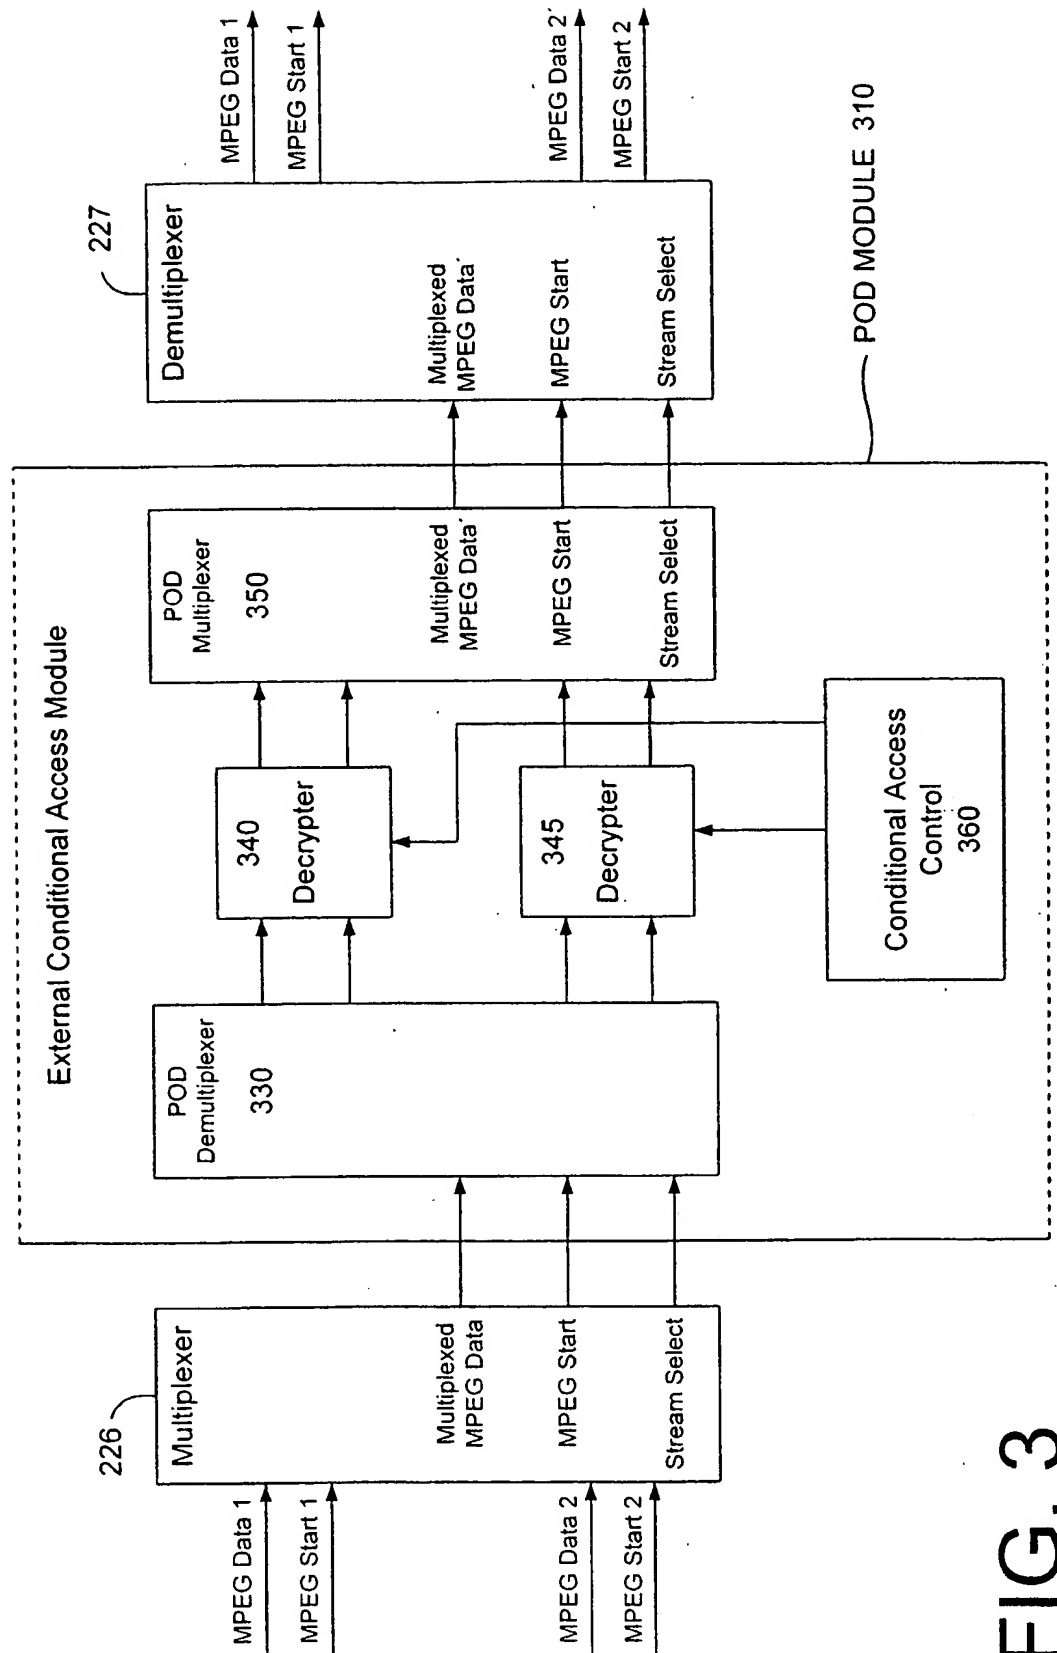 External Conditional Access Module
226
Multiplexer
MPEG Data 1
MPEG Start 1
MPEG Data 2
MPEG Start 2
Multiplexed
MPEG Data
MPEG Start
Stream Select
POD
Demultiplexer
330
340
Decrypter
345
Decrypter
Conditional Access
Control
360
POD
Multiplexer
350
Multiplexed
MPEG Data´
MPEG Start
Stream Select
227
Demultiplexer
Multiplexed
MPEG Data´
MPEG Start
Stream Select
MPEG Data 1
MPEG Start 1
MPEG Data 2´
MPEG Start 2
POD MODULE 310
FIG. 3